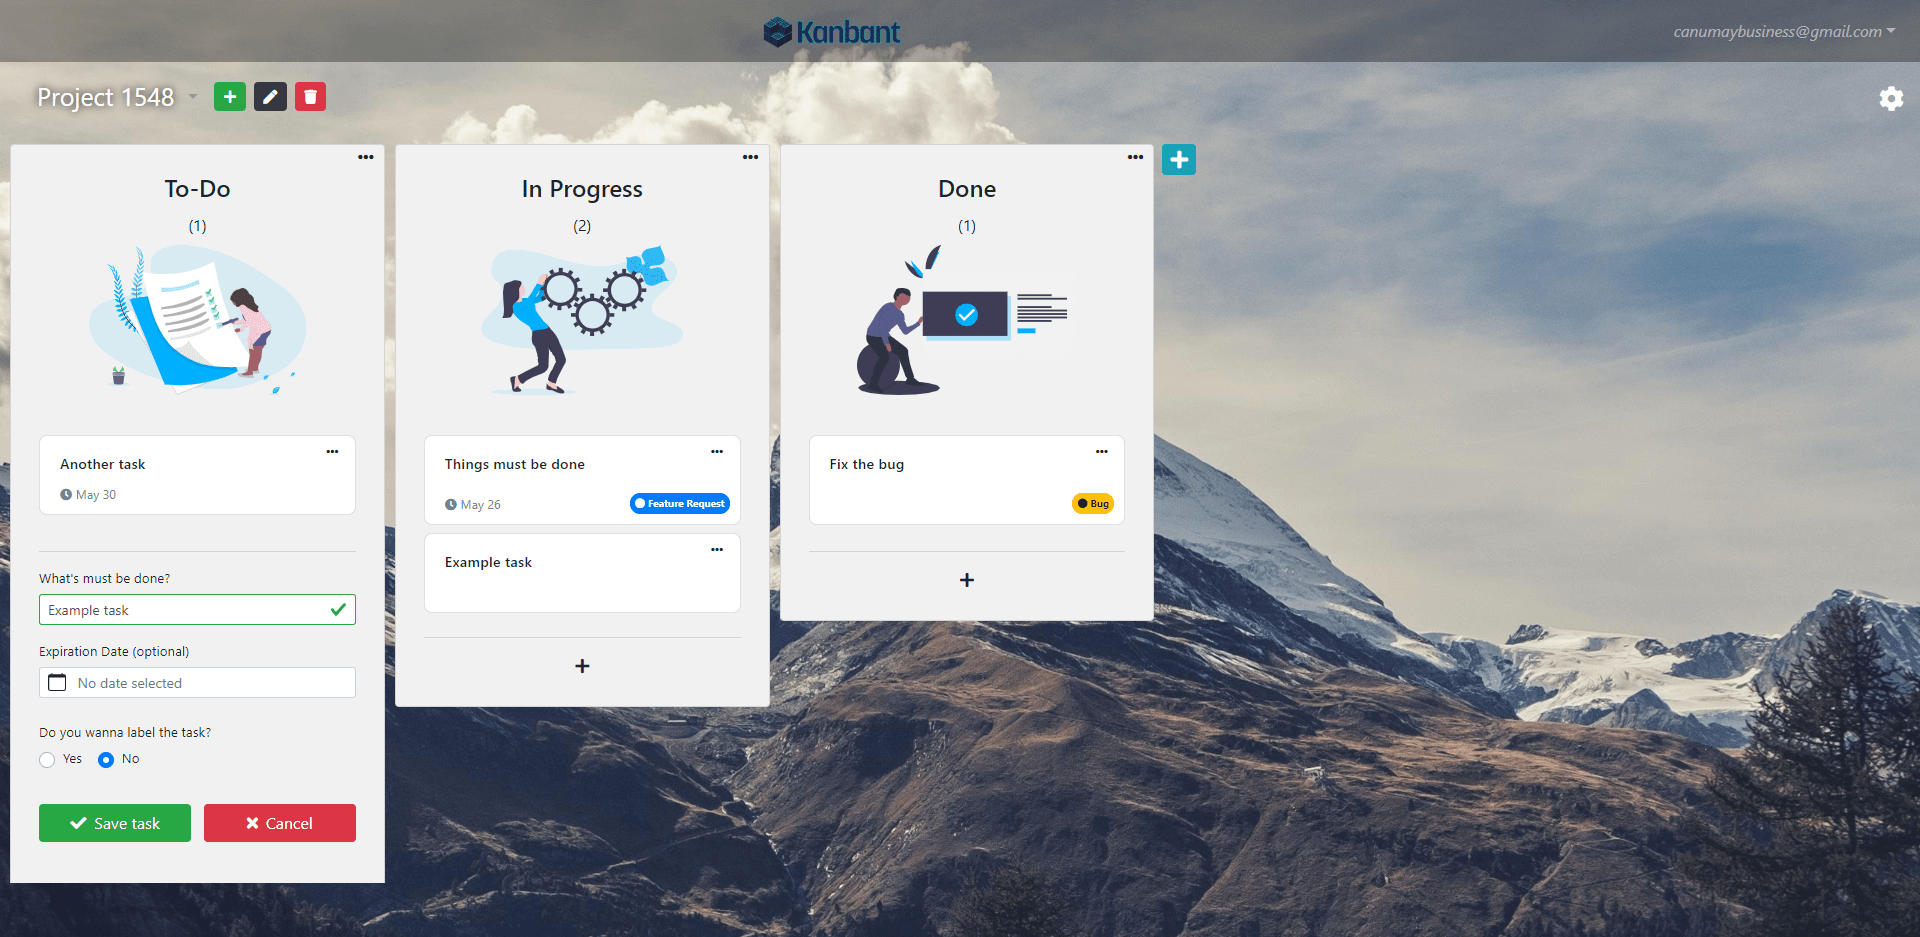 Kanbant
canumaybusiness@gmail.com
Project 1548
To-Do
(1)
Another task
May 30
What's must be done?
Example task
Expiration Date (optional)
No date selected
Do you wanna label the task?
Yes No
Save task Cancel
In Progress
(2)
Things must be done
May 26 Feature Request
Example task
Done
(1)
Fix the bug
Bug